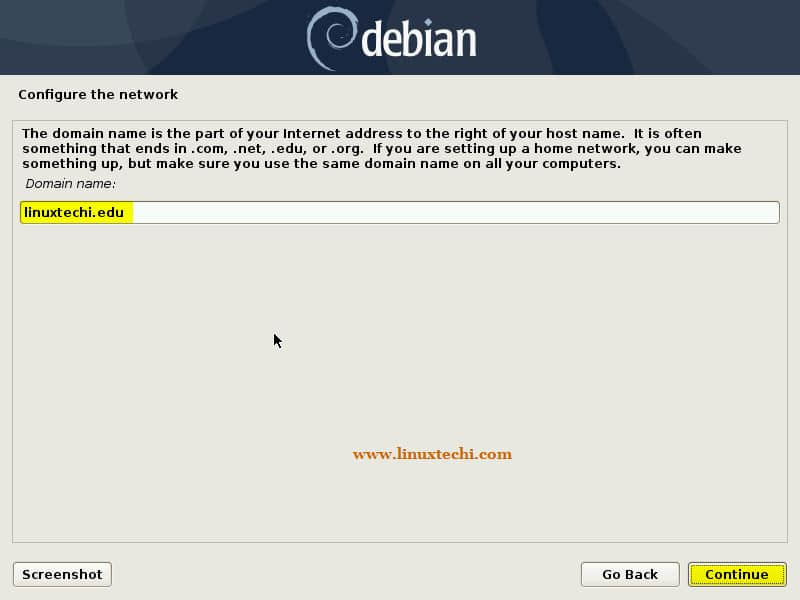 debian
Configure the network
The domain name is the part of your Internet address to the right of your host name.  It is often
something that ends in .com, .net, .edu, or .org.  If you are setting up a home network, you can make
something up, but make sure you use the same domain name on all your computers.
Domain name:
linuxtechi.edu
www.linuxtechi.com
Screenshot
Go Back
Continue